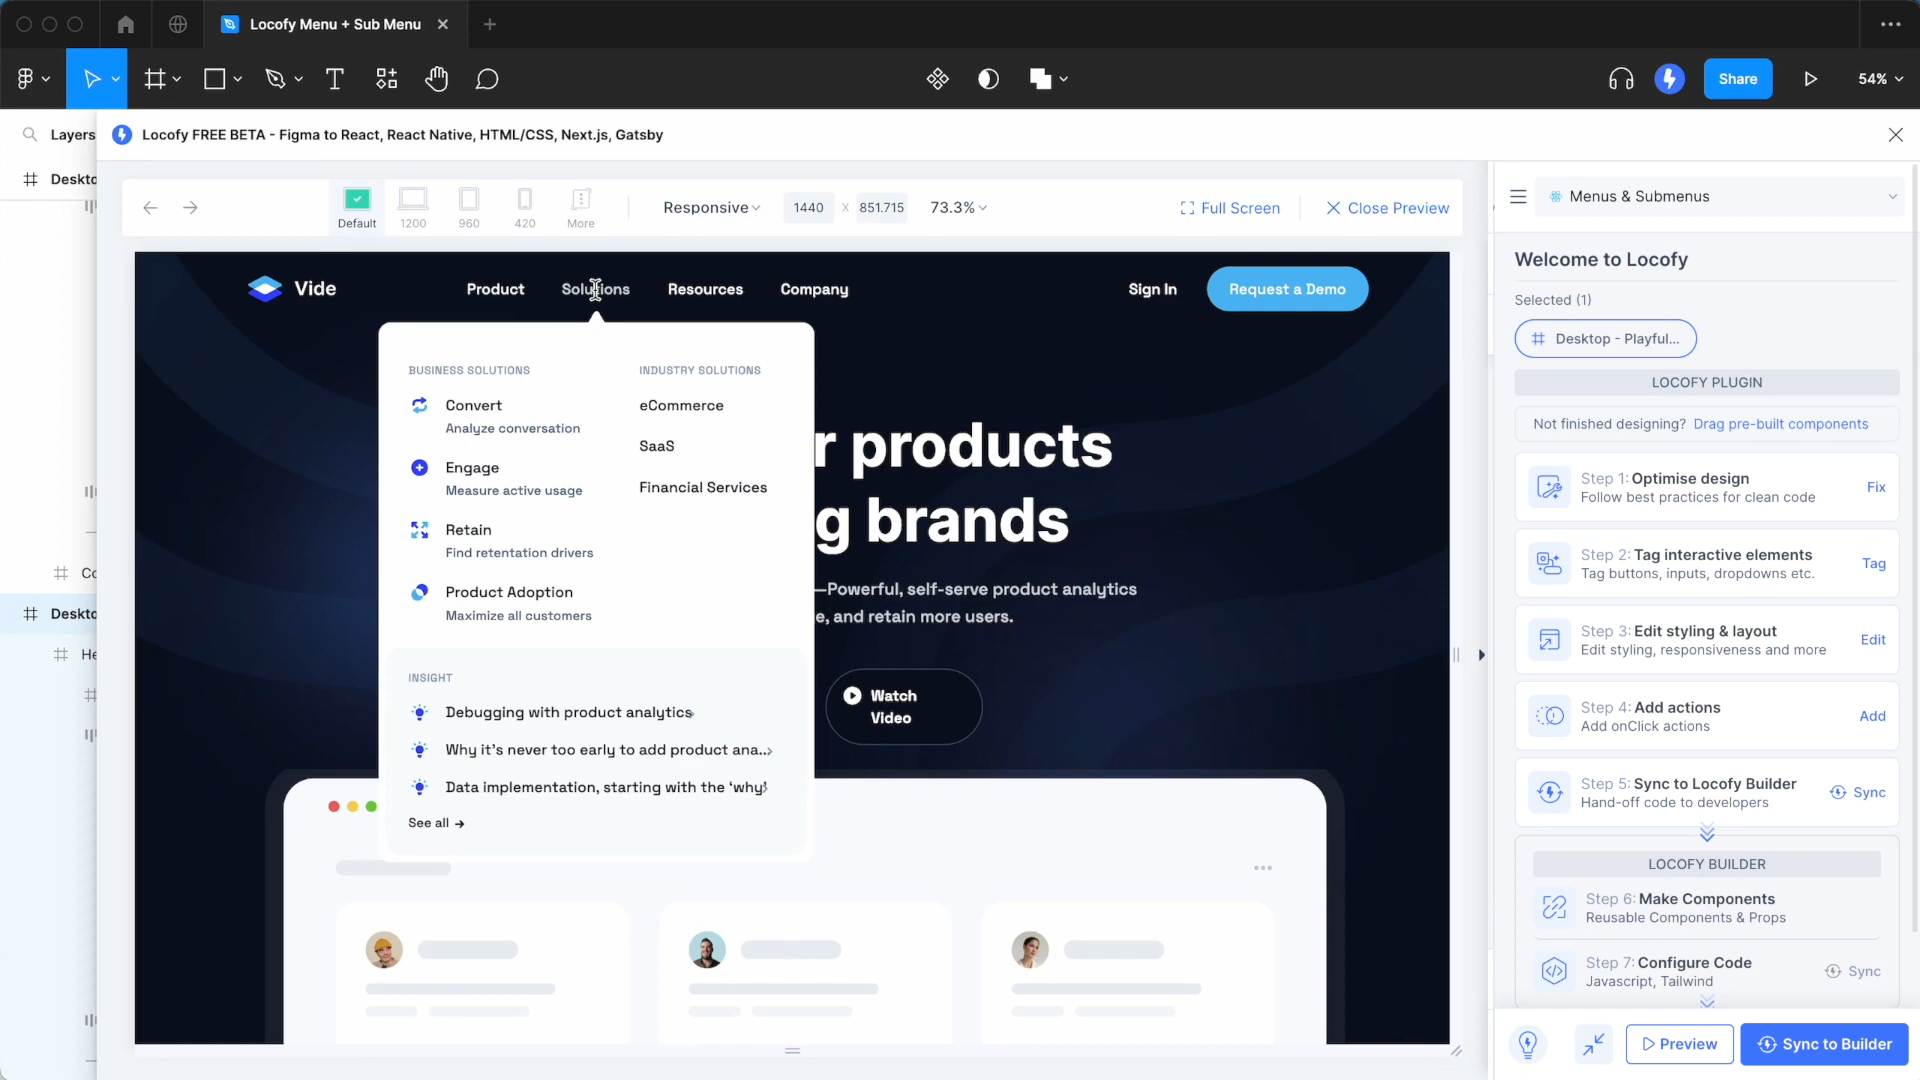 Locofy Menu + Sub Menu
Share
54%
Layers
Locofy FREE BETA - Figma to React, React Native, HTML/CSS, Next.js, Gatsby
Deskto
Default
1200
960
420
More
Responsive
1440 x 851.715
73.3%
Full Screen
Close Preview
Menus & Submenus
Vide
Product
Solutions
Resources
Company
Sign In
Request a Demo
BUSINESS SOLUTIONS
Convert
Analyze conversation
Engage
Measure active usage
Retain
Find retentation drivers
Product Adoption
Maximize all customers
INDUSTRY SOLUTIONS
eCommerce
SaaS
Financial Services
INSIGHT
Debugging with product analytics
Why it's never too early to add product ana...
Data implementation, starting with the ‘why’
See all →
r products
g brands
—Powerful, self-serve product analytics
e, and retain more users.
Watch
Video
Co
Deskto
He
Welcome to Locofy
Selected (1)
Desktop - Playful...
LOCOFY PLUGIN
Not finished designing? Drag pre-built components
Step 1: Optimise design
Follow best practices for clean code
Fix
Step 2: Tag interactive elements
Tag buttons, inputs, dropdowns etc.
Tag
Step 3: Edit styling & layout
Edit styling, responsiveness and more
Edit
Step 4: Add actions
Add onClick actions
Add
Step 5: Sync to Locofy Builder
Hand-off code to developers
Sync
LOCOFY BUILDER
Step 6: Make Components
Reusable Components & Props
Step 7: Configure Code
Javascript, Tailwind
Sync
Preview
Sync to Builder